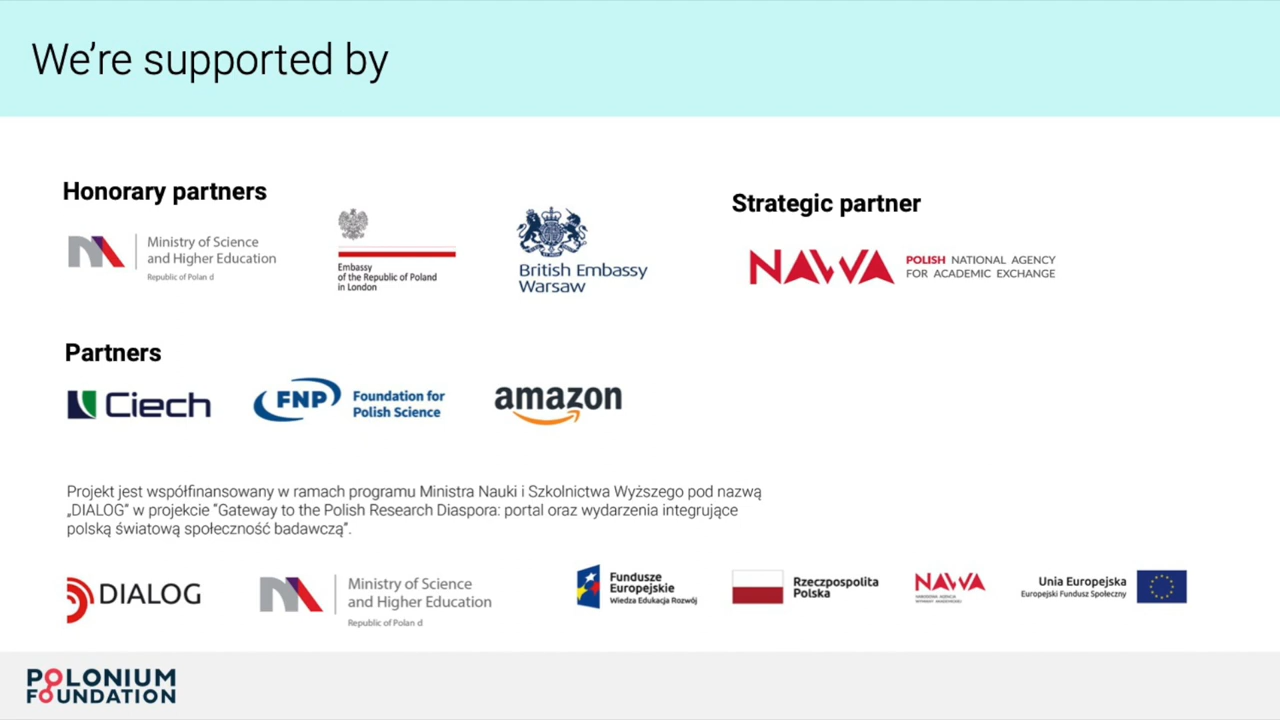 We're supported by
Honorary partners
Ministry of Science
and Higher Education
Republic of Polan d
Embassy
of the Republic of Poland
in London
British Embassy
Warsaw
Strategic partner
NAWA
POLISH NATIONAL AGENCY
FOR ACADEMIC EXCHANGE
Partners
Ciech
FNP
Foundation for
Polish Science
amazon
Projekt jest współfinansowany w ramach programu Ministra Nauki i Szkolnictwa Wyższego pod nazwą
„DIALOG" w projekcie "Gateway to the Polish Research Diaspora: portal oraz wydarzenia integrujące
polską światową społeczność badawczą".
DIALOG
Ministry of Science
and Higher Education
Republic of Polan d
Fundusze
Europejskie
Wiedza Edukacja Rozwój
Rzeczpospolita
Polska
NAWA
NARODOWA AGENCJA
WYMIANY AKADEMICKIEJ
Unia Europejska
Europejski Fundusz Społeczny
POLONIUM
FOUNDATION